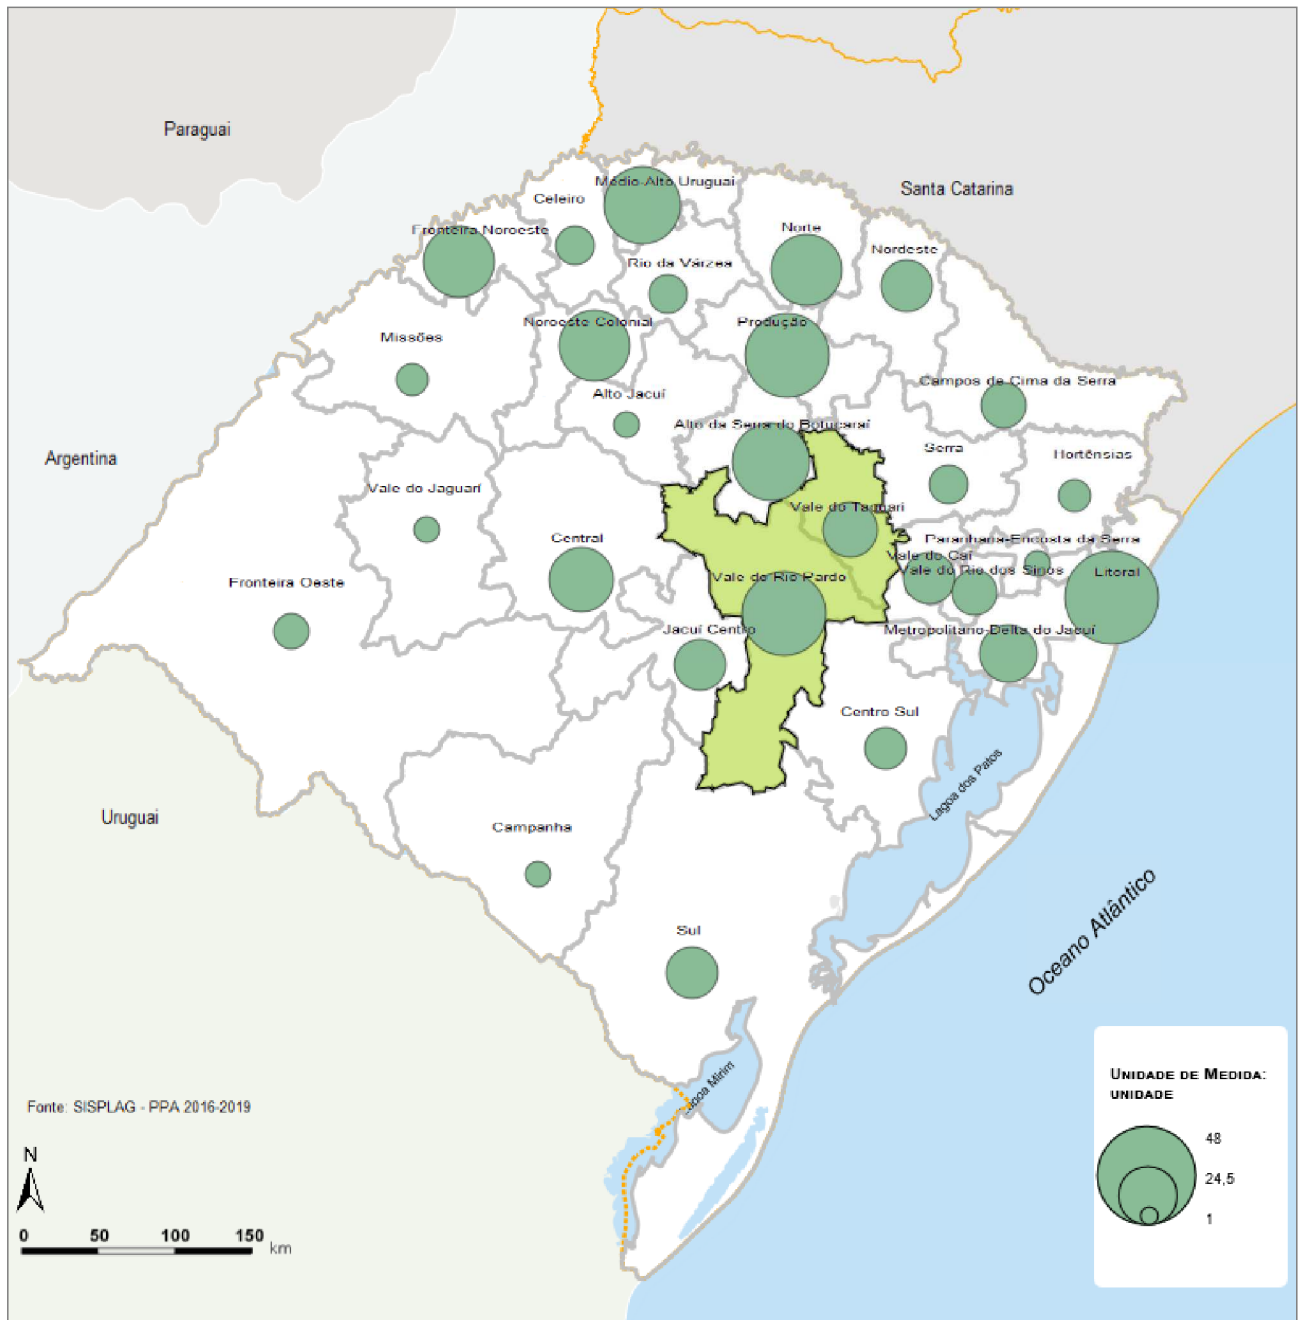 Paraguai
Médio-Alto Uruguai
Santa Catarina
Celeiro
Fronteira Noroeste
Norte
Nordeste
Rio da Várzea
Noroeste Colonial
Produção
Missões
Campos de Cima da Serra
Alto Jacuí
Alto da Serra do Botucaraí
Serra
Hortênsias
Argentina
Vale do Jaguarí
Vale do Taquari
Central
Paranhana-Encosta da Serra
Vale do Caí
Vale do Rio dos Sinos
Litoral
Fronteira Oeste
Vale do Rio Pardo
Jacuí Centro
Metropolitano-Delta do Jacuí
Centro Sul
Lagoa dos Patos
Uruguai
Campanha
Oceano Atlântico
Sul
Lagoa Mirim
Fonte: SISPLAG - PPA 2016-2019
N
0 50 100 150
km
UNIDADE DE MEDIDA:
UNIDADE
48
24,5
1